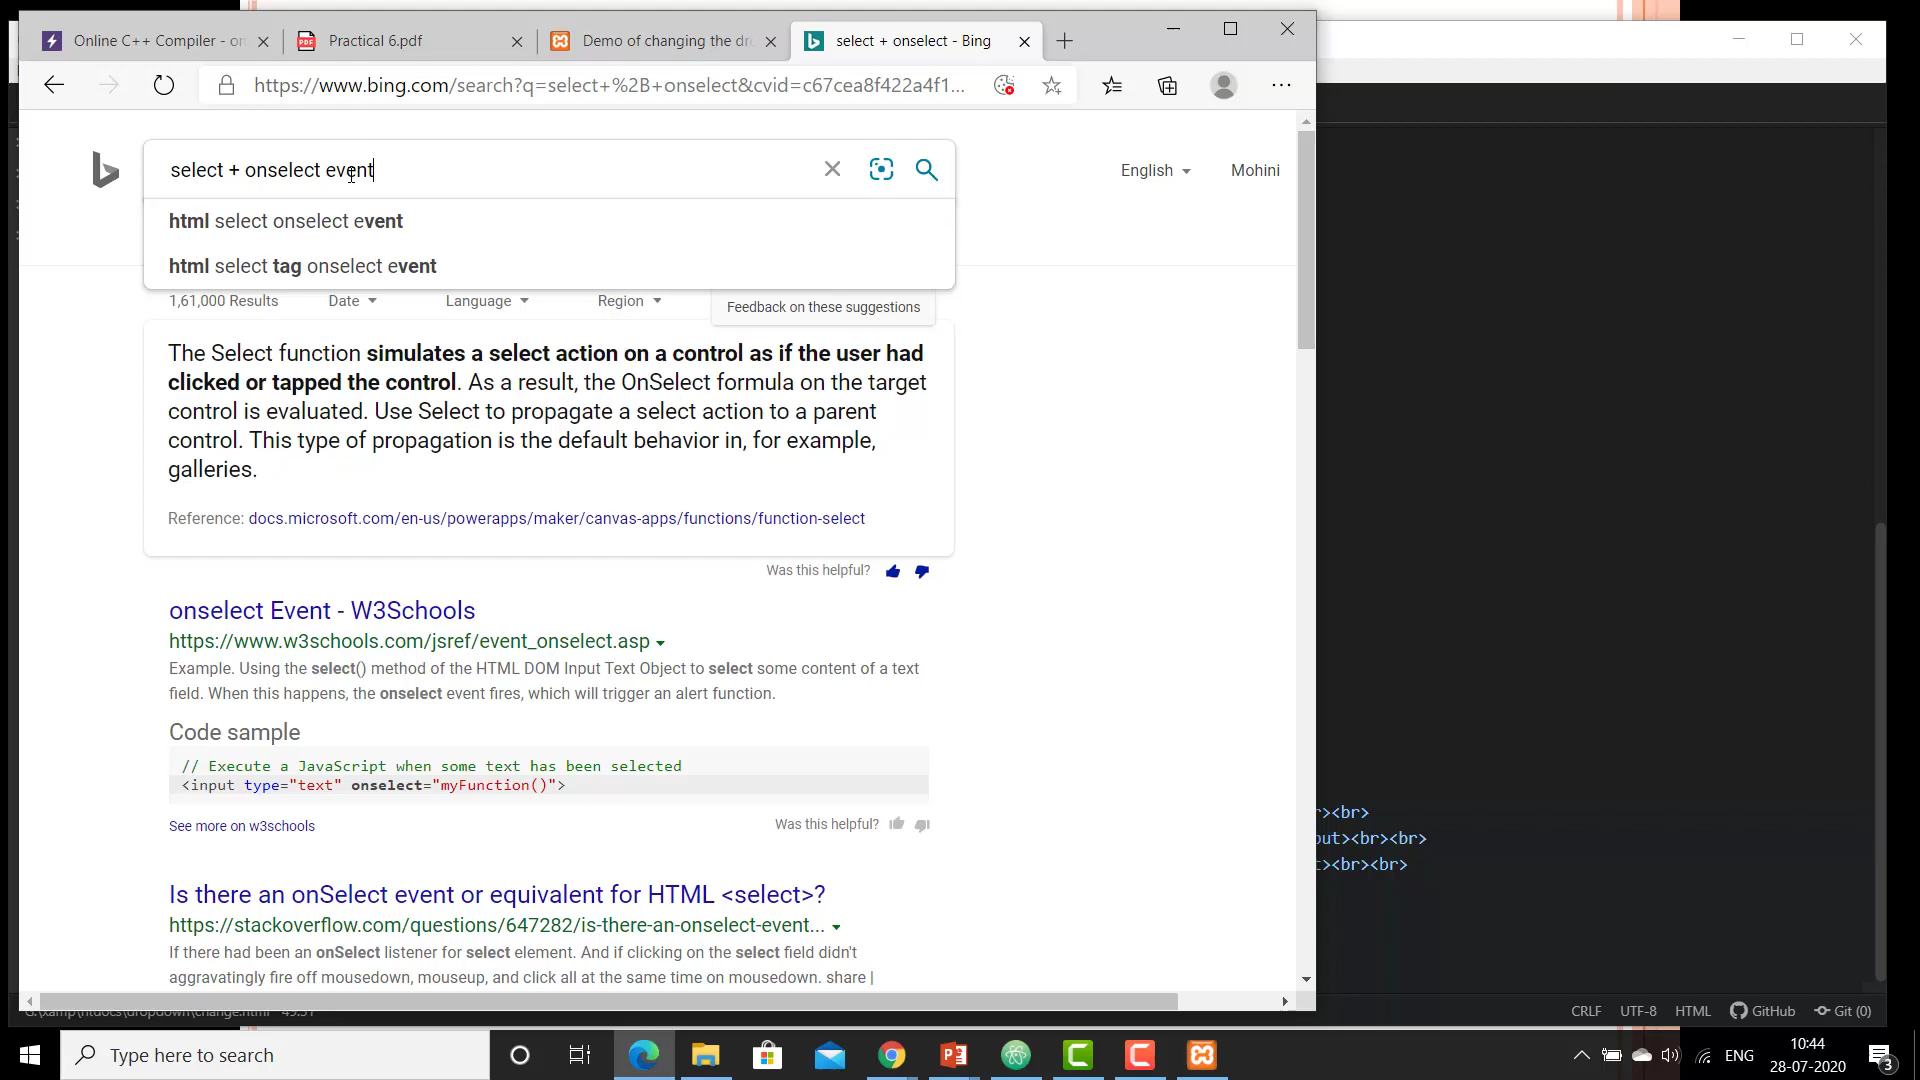 Online C++ Compiler - on
Practical 6.pdf
Demo of changing the dr
select + onselect - Bing
https://www.bing.com/search?q=select+%2B+onselect&cvid=c67cea8f422a4f1...
select + onselect event
English
Mohini
html select onselect event
html select tag onselect event
1,61,000 Results
Date
Language
Region
Feedback on these suggestions
The Select function simulates a select action on a control as if the user had
clicked or tapped the control. As a result, the OnSelect formula on the target
control is evaluated. Use Select to propagate a select action to a parent
control. This type of propagation is the default behavior in, for example,
galleries.
Reference: docs.microsoft.com/en-us/powerapps/maker/canvas-apps/functions/function-select
Was this helpful?
onselect Event - W3Schools
https://www.w3schools.com/jsref/event_onselect.asp
Example. Using the select() method of the HTML DOM Input Text Object to select some content of a text
field. When this happens, the onselect event fires, which will trigger an alert function.
Code sample
// Execute a JavaScript when some text has been selected
<input type="text" onselect="myFunction()">
See more on w3schools
Was this helpful?
Is there an onSelect event or equivalent for HTML <select>?
https://stackoverflow.com/questions/647282/is-there-an-onselect-event...
If there had been an onSelect listener for select element. And if clicking on the select field didn't
aggravatingly fire off mousedown, mouseup, and click all at the same time on mousedown. share |
><br>
out><br><br>
><br><br>
CRLF
UTF-8
HTML
GitHub
Git (0)
Type here to search
ENG
10:44
28-07-2020
3